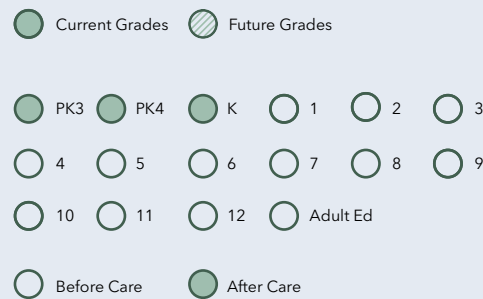 Current Grades Future Grades
PK3 PK4 K 1 2 3
4 5 6 7 8 9
10 11 12 Adult Ed
Before Care After Care